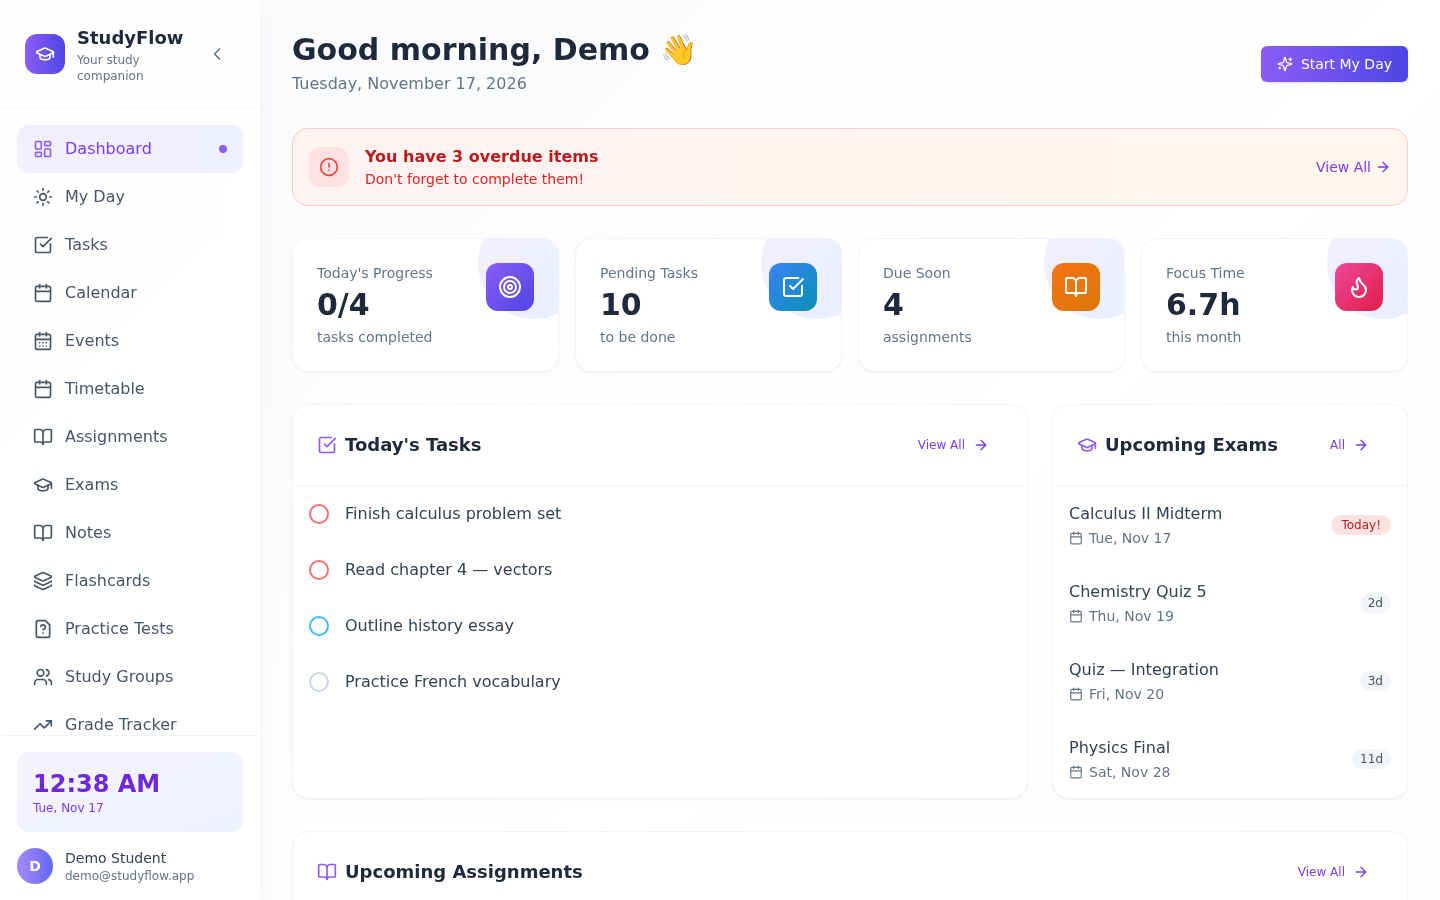 StudyFlow
Your study
companion
Dashboard
My Day
Tasks
Calendar
Events
Timetable
Assignments
Exams
Notes
Flashcards
Practice Tests
Study Groups
Grade Tracker
12:38 AM
Tue, Nov 17
D
Demo Student
demo@studyflow.app
Good morning, Demo 👋
Tuesday, November 17, 2026
Start My Day
You have 3 overdue items
Don't forget to complete them!
View All
Today's Progress
0/4
tasks completed
Pending Tasks
10
to be done
Due Soon
4
assignments
Focus Time
6.7h
this month
Today's Tasks
View All
Finish calculus problem set
Read chapter 4 — vectors
Outline history essay
Practice French vocabulary
Upcoming Exams
All
Calculus II Midterm
Tue, Nov 17
Today!
Chemistry Quiz 5
Thu, Nov 19
2d
Quiz — Integration
Fri, Nov 20
3d
Physics Final
Sat, Nov 28
11d
Upcoming Assignments
View All